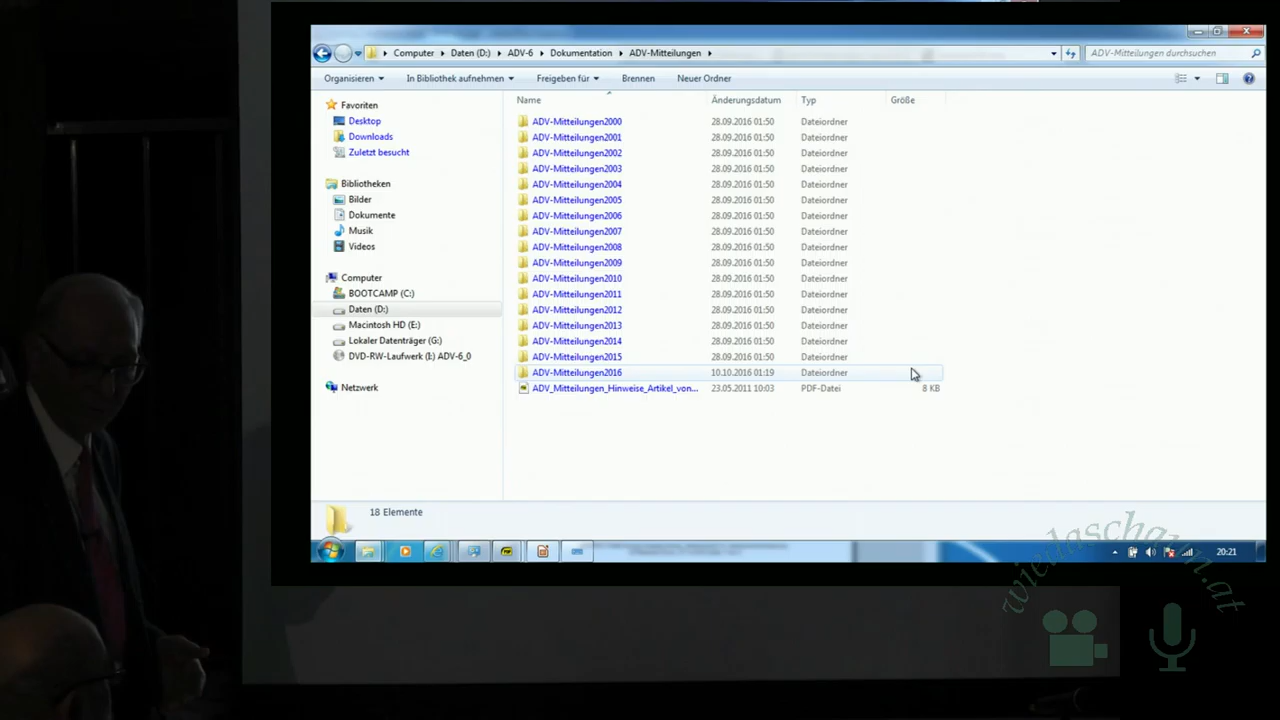 Computer ▸ Daten (D:) ▸ ADV-6 ▸ Dokumentation ▸ ADV-Mitteilungen ▸
ADV-Mitteilungen durchsuchen
Organisieren In Bibliothek aufnehmen Freigeben für Brennen Neuer Ordner
Name Änderungsdatum Typ Größe
Favoriten
Desktop
Downloads
Zuletzt besucht
Bibliotheken
Bilder
Dokumente
Musik
Videos
Computer
BOOTCAMP (C:)
Daten (D:)
Macintosh HD (E:)
Lokaler Datenträger (G:)
DVD-RW-Laufwerk (I:) ADV-6_0
Netzwerk
ADV-Mitteilungen2000 28.09.2016 01:50 Dateiordner
ADV-Mitteilungen2001 28.09.2016 01:50 Dateiordner
ADV-Mitteilungen2002 28.09.2016 01:50 Dateiordner
ADV-Mitteilungen2003 28.09.2016 01:50 Dateiordner
ADV-Mitteilungen2004 28.09.2016 01:50 Dateiordner
ADV-Mitteilungen2005 28.09.2016 01:50 Dateiordner
ADV-Mitteilungen2006 28.09.2016 01:50 Dateiordner
ADV-Mitteilungen2007 28.09.2016 01:50 Dateiordner
ADV-Mitteilungen2008 28.09.2016 01:50 Dateiordner
ADV-Mitteilungen2009 28.09.2016 01:50 Dateiordner
ADV-Mitteilungen2010 28.09.2016 01:50 Dateiordner
ADV-Mitteilungen2011 28.09.2016 01:50 Dateiordner
ADV-Mitteilungen2012 28.09.2016 01:50 Dateiordner
ADV-Mitteilungen2013 28.09.2016 01:50 Dateiordner
ADV-Mitteilungen2014 28.09.2016 01:50 Dateiordner
ADV-Mitteilungen2015 28.09.2016 01:50 Dateiordner
ADV-Mitteilungen2016 10.10.2016 01:19 Dateiordner
ADV_Mitteilungen_Hinweise_Artikel_von... 23.05.2011 10:03 PDF-Datei 8 KB
18 Elemente
20:21
wiedaschaun.at